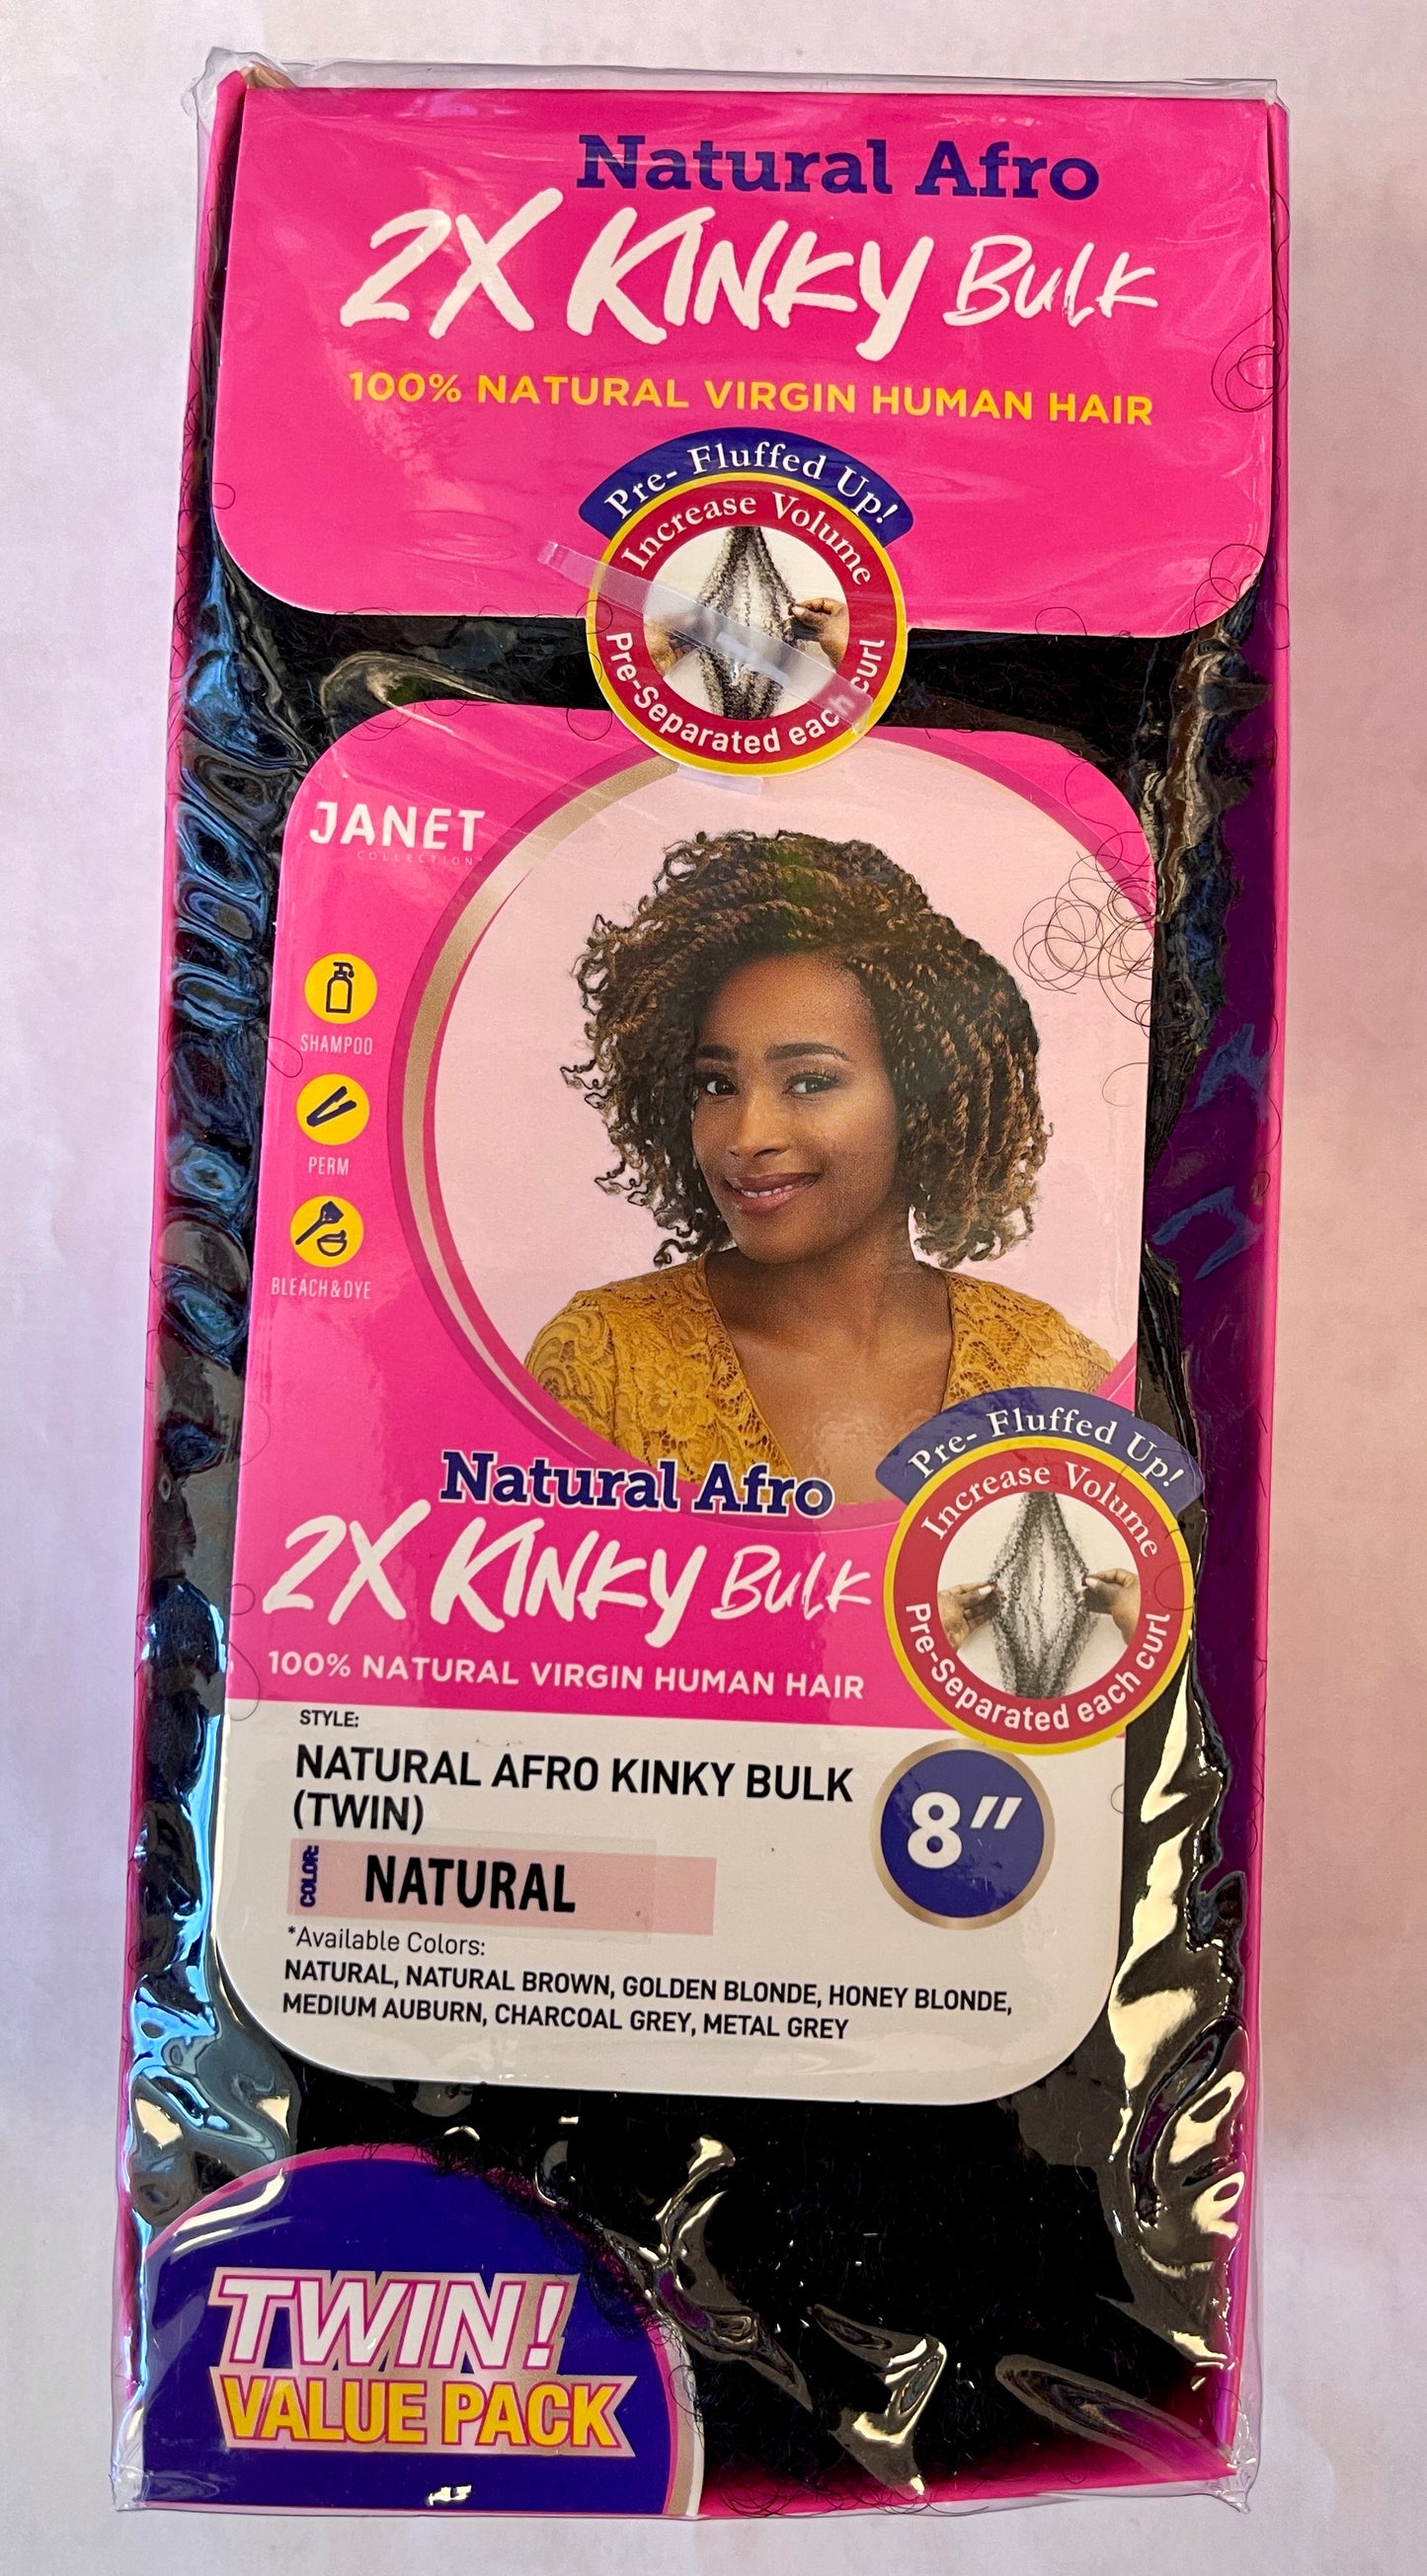 Natural Afro
2X KINKY BULK
100% NATURAL VIRGIN HUMAN HAIR
Pre- Fluffed Up!
Increase Volume
Pre-Separated each curl
JANET
COLLECTION™
SHAMPOO
PERM
BLEACH&DYE
Natural Afro
2X KINKY BULK
100% NATURAL VIRGIN HUMAN HAIR
Pre- Fluffed Up!
Increase Volume
Pre-Separated each curl
STYLE:
NATURAL AFRO KINKY BULK
(TWIN)
8"
COLOR:
NATURAL
*Available Colors:
NATURAL, NATURAL BROWN, GOLDEN BLONDE, HONEY BLONDE,
MEDIUM AUBURN, CHARCOAL GREY, METAL GREY
TWIN!
VALUE PACK